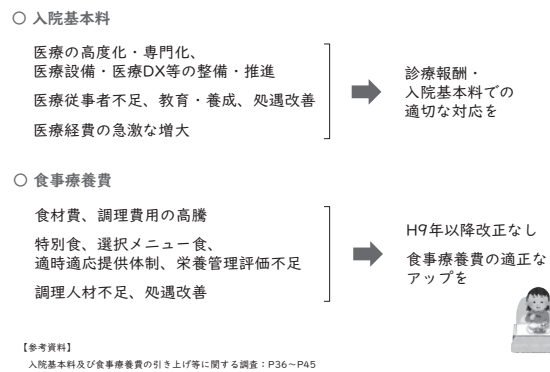 ○ 入院基本料
医療の高度化・専門化、
医療設備・医療DX等の整備・推進
医療従事者不足、教育・養成、処遇改善
医療経費の急激な増大
診療報酬・
入院基本料での
適切な対応を
○ 食事療養費
食材費、調理費用の高騰
特別食、選択メニュー食、
適時適応提供体制、栄養管理評価不足
調理人材不足、処遇改善
H9年以降改正なし
食事療養費の適正な
アップを
【参考資料】
入院基本料及び食事療養費の引き上げ等に関する調査：P36～P45